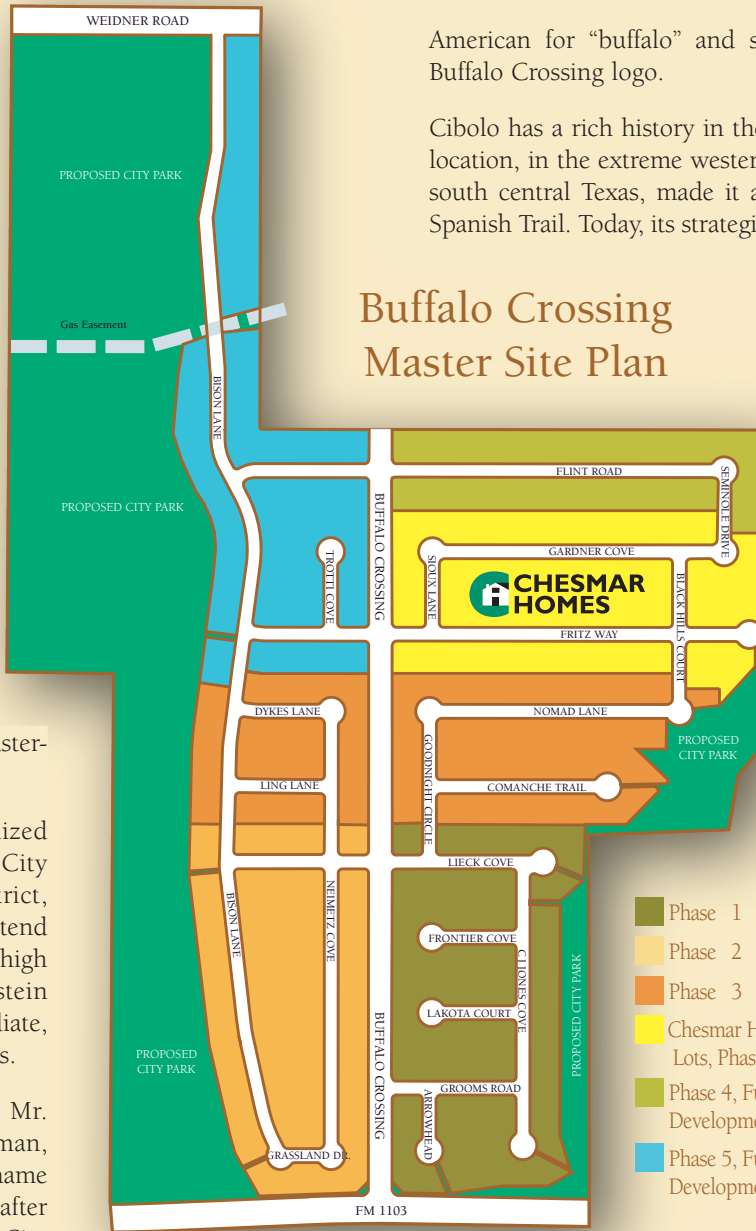 American for “buffalo” and s
Buffalo Crossing logo.
Cibolo has a rich history in the
location, in the extreme wester
south central Texas, made it a
Spanish Trail. Today, its strategi
Buffalo Crossing
Master Site Plan
WEIDNER ROAD
PROPOSED CITY PARK
Gas Easement
BISON LANE
PROPOSED CITY PARK
FLINT ROAD
SEMINOLE DRIVE
BUFFALO CROSSING
TROTTI COVE
SIOUX LANE
GARDNER COVE
BLACK HILLS COURT
CHESMAR
HOMES
FRITZ WAY
DYKES LANE
NOMAD LANE
GOODNIGHT CIRCLE
PROPOSED
CITY PARK
LING LANE
COMANCHE TRAIL
LIECK COVE
BISON LANE
NEIMETZ COVE
FRONTIER COVE
C I JONES COVE
LAKOTA COURT
PROPOSED CITY PARK
BUFFALO CROSSING
PROPOSED
CITY PARK
GROOMS ROAD
ARROWHEAD
GRASSLAND DR.
FM 1103
ster-
ized
City
trict,
tend
high
stein
liate,
s.
Mr.
man,
name
after
Phase 1
Phase 2
Phase 3
Chesmar H
Lots, Phas
Phase 4, Fu
Developme
Phase 5, Fu
Developme